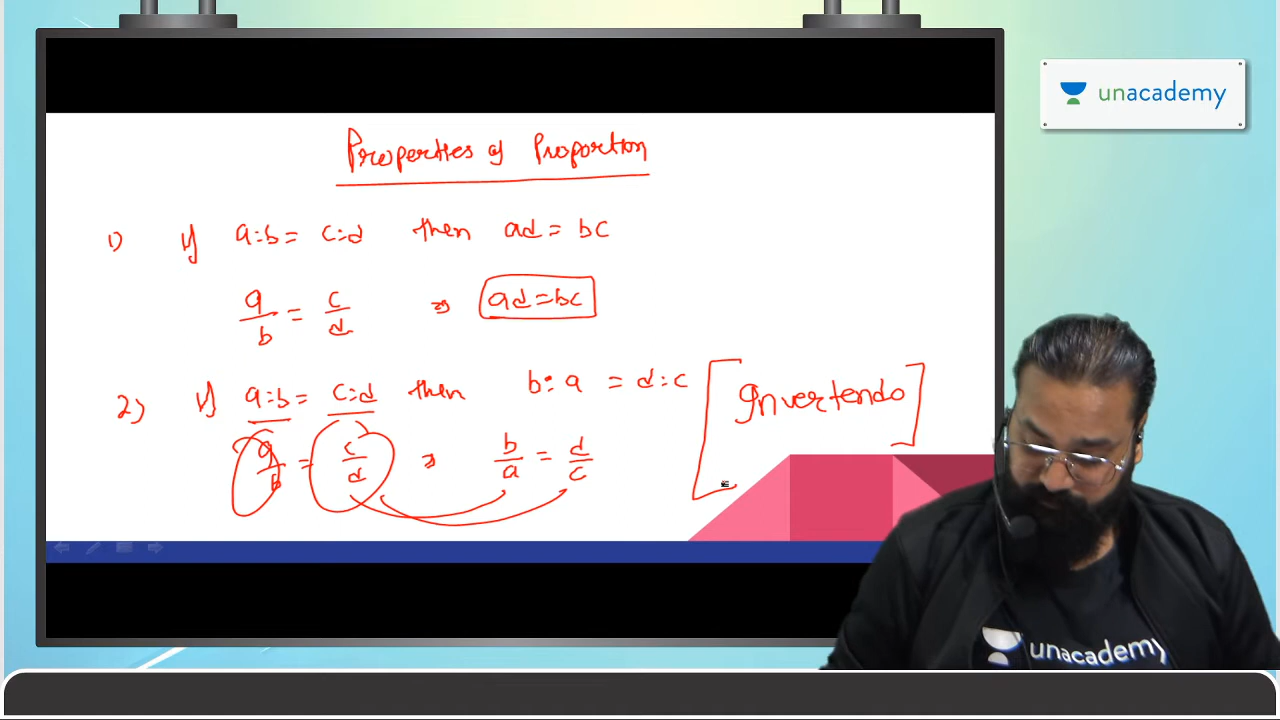 unacademy
Properties of Proportion
1) If a:b = c:d then ad = bc
a/b = c/d ⇒ ad = bc
2) If a:b = c:d then b:a = d:c [Invertendo]
a/b = c/d ⇒ b/a = d/c
unacademy